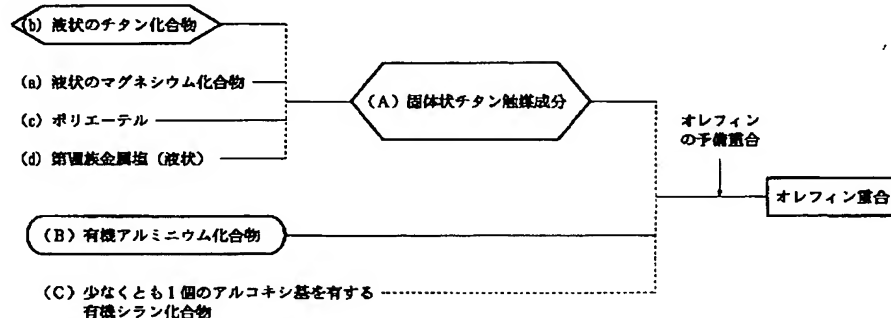 (b) 液状のチタン化合物
(a) 液状のマグネシウム化合物
(c) ポリエーテル
(d) 第Ⅷ族金属塩（液状）
（A）固体状チタン触媒成分
オレフィン
の予備重合
オレフィン重合
（B）有機アルミニウム化合物
（C）少なくとも1個のアルコキシ基を有する
有機シラン化合物